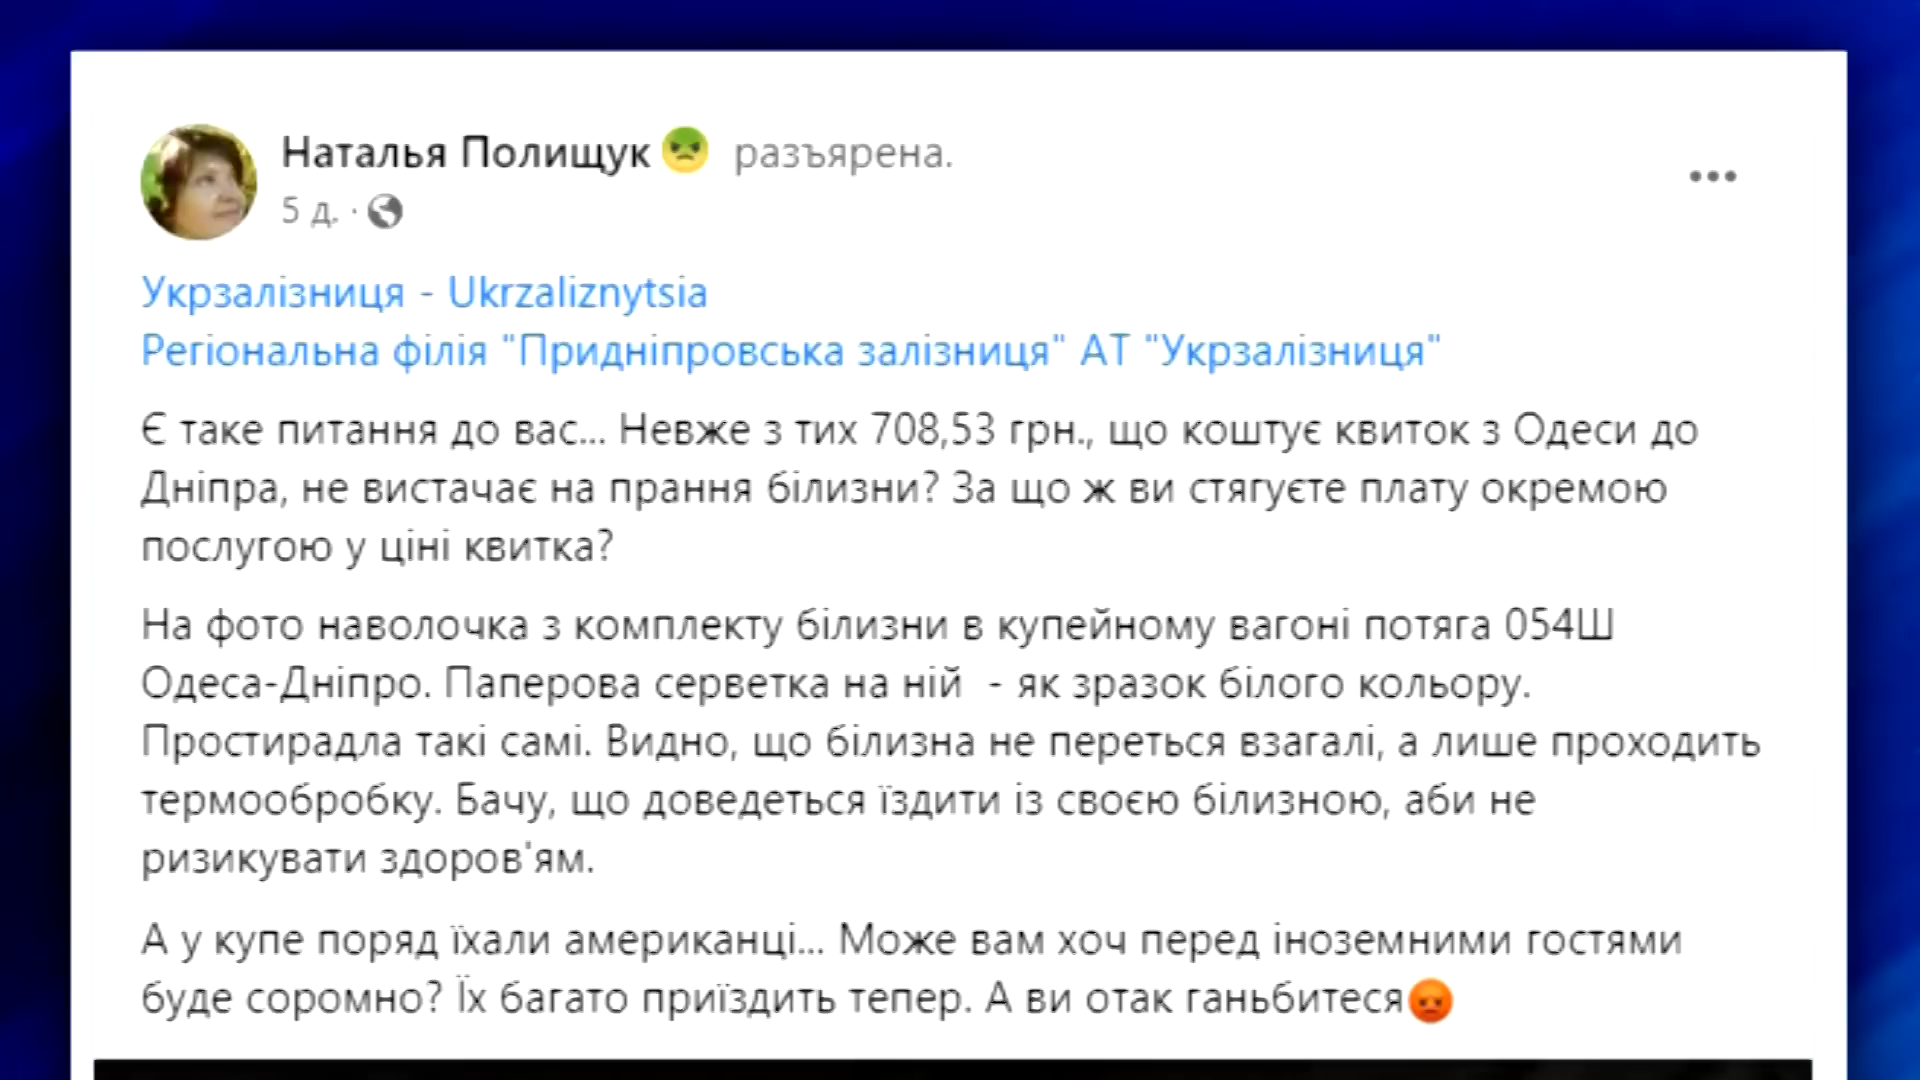 Наталья Полищук разъярена.
5 д. ·
Укрзалізниця - Ukrzaliznytsia
Регіональна філія "Придніпровська залізниця" АТ "Укрзалізниця"
Є таке питання до вас... Невже з тих 708,53 грн., що коштує квиток з Одеси до
Дніпра, не вистачає на прання білизни? За що ж ви стягуєте плату окремою
послугою у ціні квитка?
На фото наволочка з комплекту білизни в купейному вагоні потяга 054Ш
Одеса-Дніпро. Паперова серветка на ній - як зразок білого кольору.
Простирадла такі самі. Видно, що білизна не переться взагалі, а лише проходить
термообробку. Бачу, що доведеться їздити із своєю білизною, аби не
ризикувати здоров'ям.
А у купе поряд їхали американці... Може вам хоч перед іноземними гостями
буде соромно? Їх багато приїздить тепер. А ви отак ганьбитеся